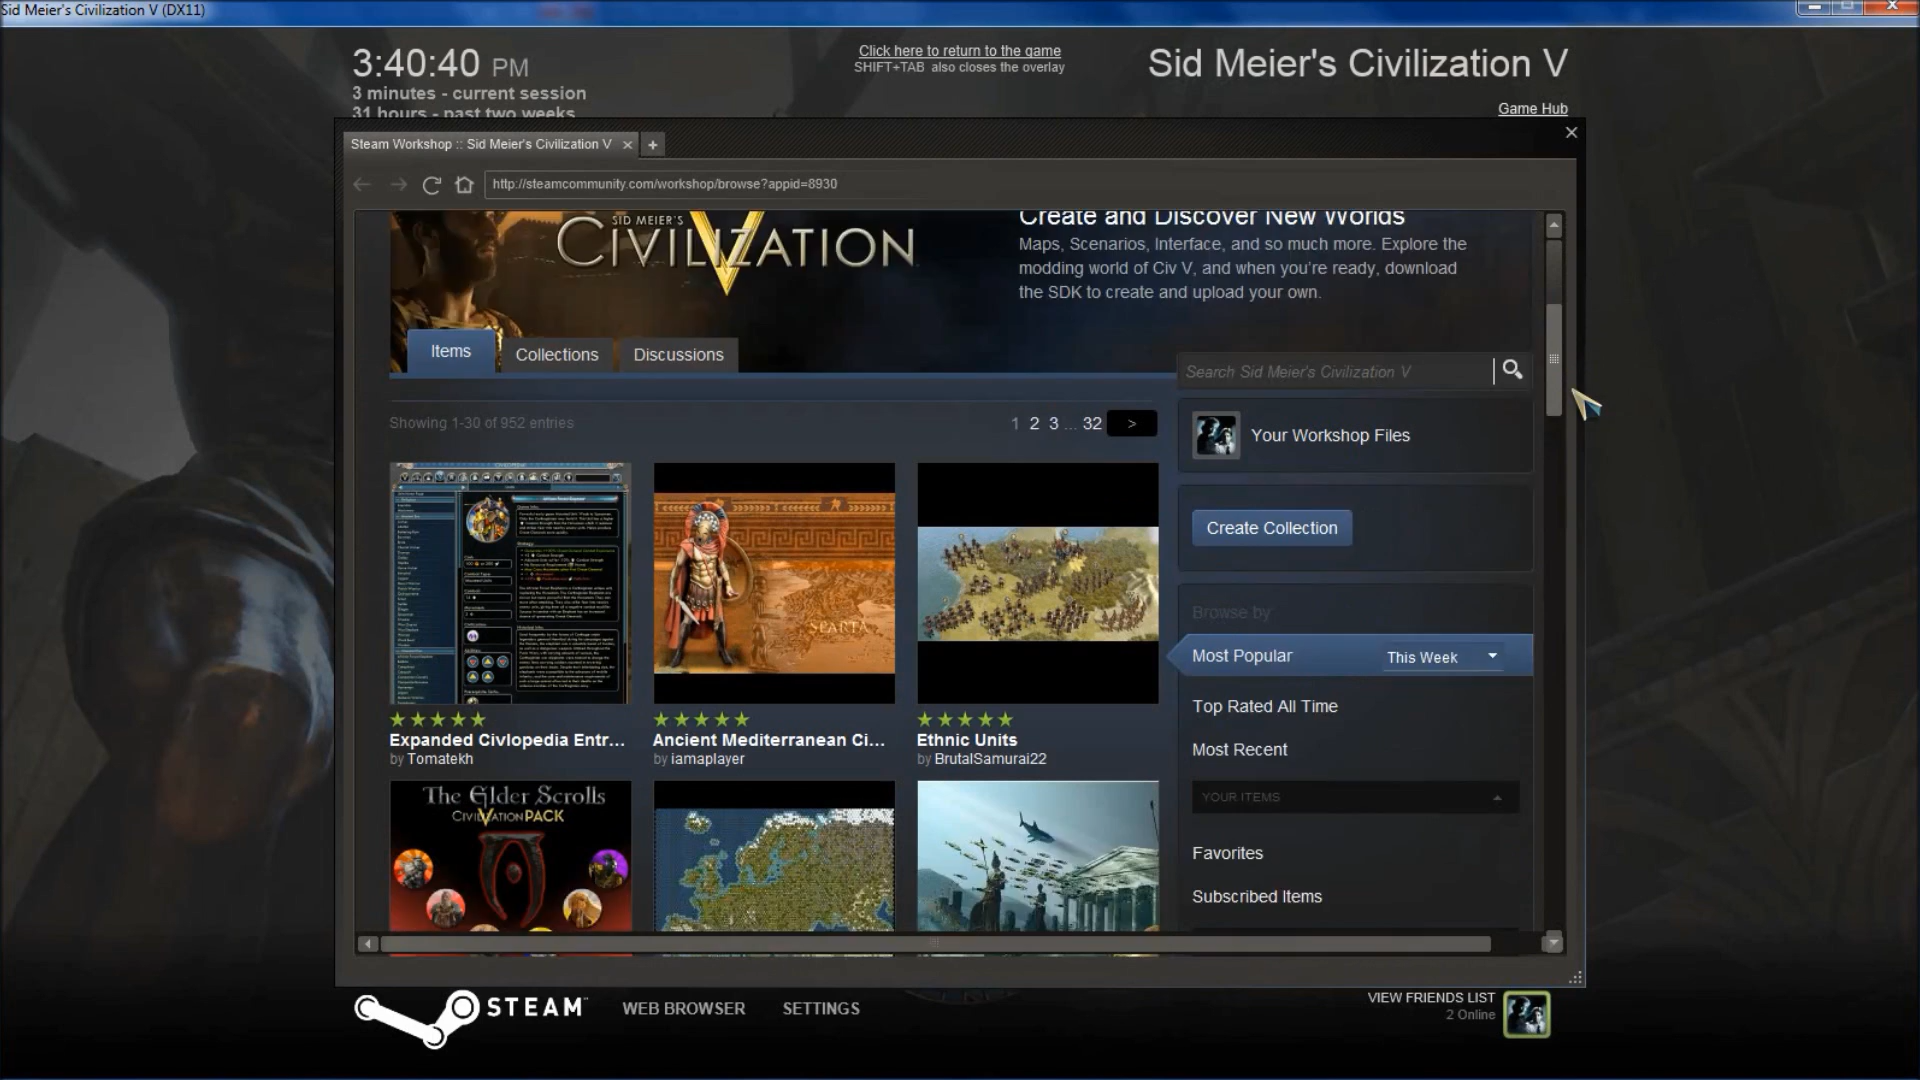 Sid Meier's Civilization V (DX11)
3:40:40 PM
3 minutes - current session
31 hours - past two weeks
Click here to return to the game
SHIFT+TAB also closes the overlay
Sid Meier's Civilization V
Game Hub
Steam Workshop :: Sid Meier's Civilization V
http://steamcommunity.com/workshop/browse?appid=8930
SID MEIER'S
CIVILIZATION
V
Create and Discover New Worlds
Maps, Scenarios, Interface, and so much more. Explore the
modding world of Civ V, and when you're ready, download
the SDK to create and upload your own.
Items
Collections
Discussions
Search Sid Meier's Civilization V
Showing 1-30 of 952 entries
1 2 3 ... 32 >
Your Workshop Files
Create Collection
Browse by
Most Popular
This Week
Top Rated All Time
Most Recent
YOUR ITEMS
Favorites
Subscribed Items
SPARTA
Expanded Civlopedia Entr...
by Tomatekh
Ancient Mediterranean Ci...
by iamaplayer
Ethnic Units
by BrutalSamurai22
The Elder Scrolls
CIVILIZATION PACK
STEAM
WEB BROWSER
SETTINGS
VIEW FRIENDS LIST
2 Online